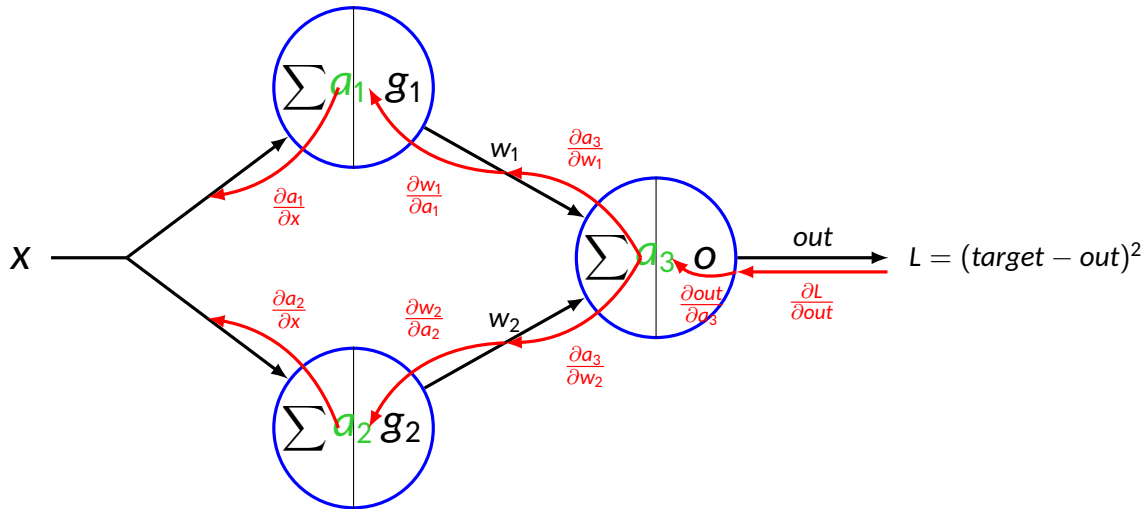 ∑ a₁ g₁
w₁
∂a₃/∂w₁
∂a₁/∂x
∂w₁/∂a₁
x
∑ a₃ o
out
L = (target − out)²
∂out/∂a₃
∂L/∂out
∂a₂/∂x
∂w₂/∂a₂
w₂
∂a₃/∂w₂
∑ a₂ g₂